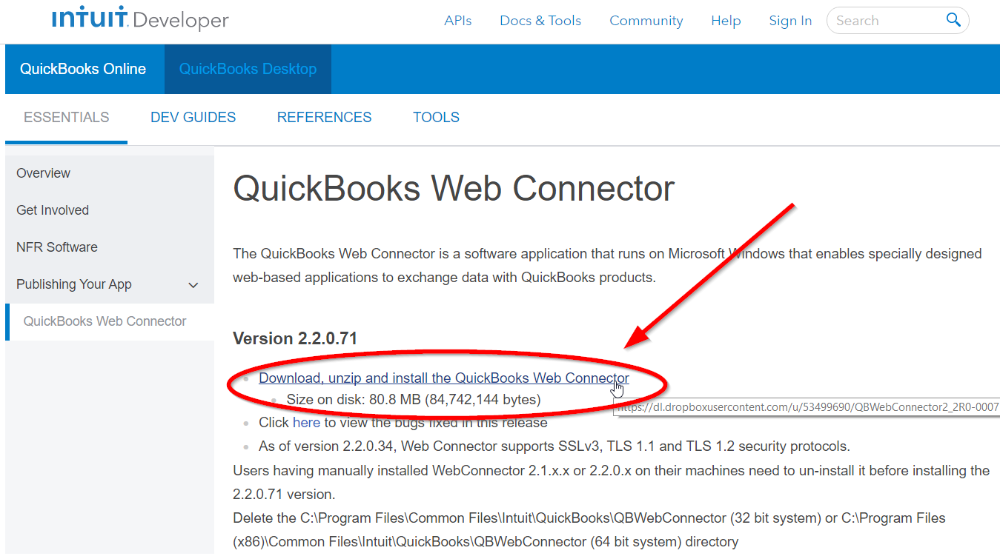 intuit Developer
APIs Docs & Tools Community Help Sign In Search
QuickBooks Online QuickBooks Desktop
ESSENTIALS DEV GUIDES REFERENCES TOOLS
Overview
Get Involved
NFR Software
Publishing Your App
QuickBooks Web Connector
QuickBooks Web Connector
The QuickBooks Web Connector is a software application that runs on Microsoft Windows that enables specially designed
web-based applications to exchange data with QuickBooks products.
Version 2.2.0.71
Download, unzip and install the QuickBooks Web Connector
Size on disk: 80.8 MB (84,742,144 bytes)
https://dl.dropboxusercontent.com/u/53499690/QBWebConnector2_2R0-0007
Click here to view the bugs fixed in this release
As of version 2.2.0.34, Web Connector supports SSLv3, TLS 1.1 and TLS 1.2 security protocols.
Users having manually installed WebConnector 2.1.x.x or 2.2.0.x on their machines need to un-install it before installing the
2.2.0.71 version.
Delete the C:\Program Files\Common Files\Intuit\QuickBooks\QBWebConnector (32 bit system) or C:\Program Files
(x86)\Common Files\Intuit\QuickBooks\QBWebConnector (64 bit system) directory